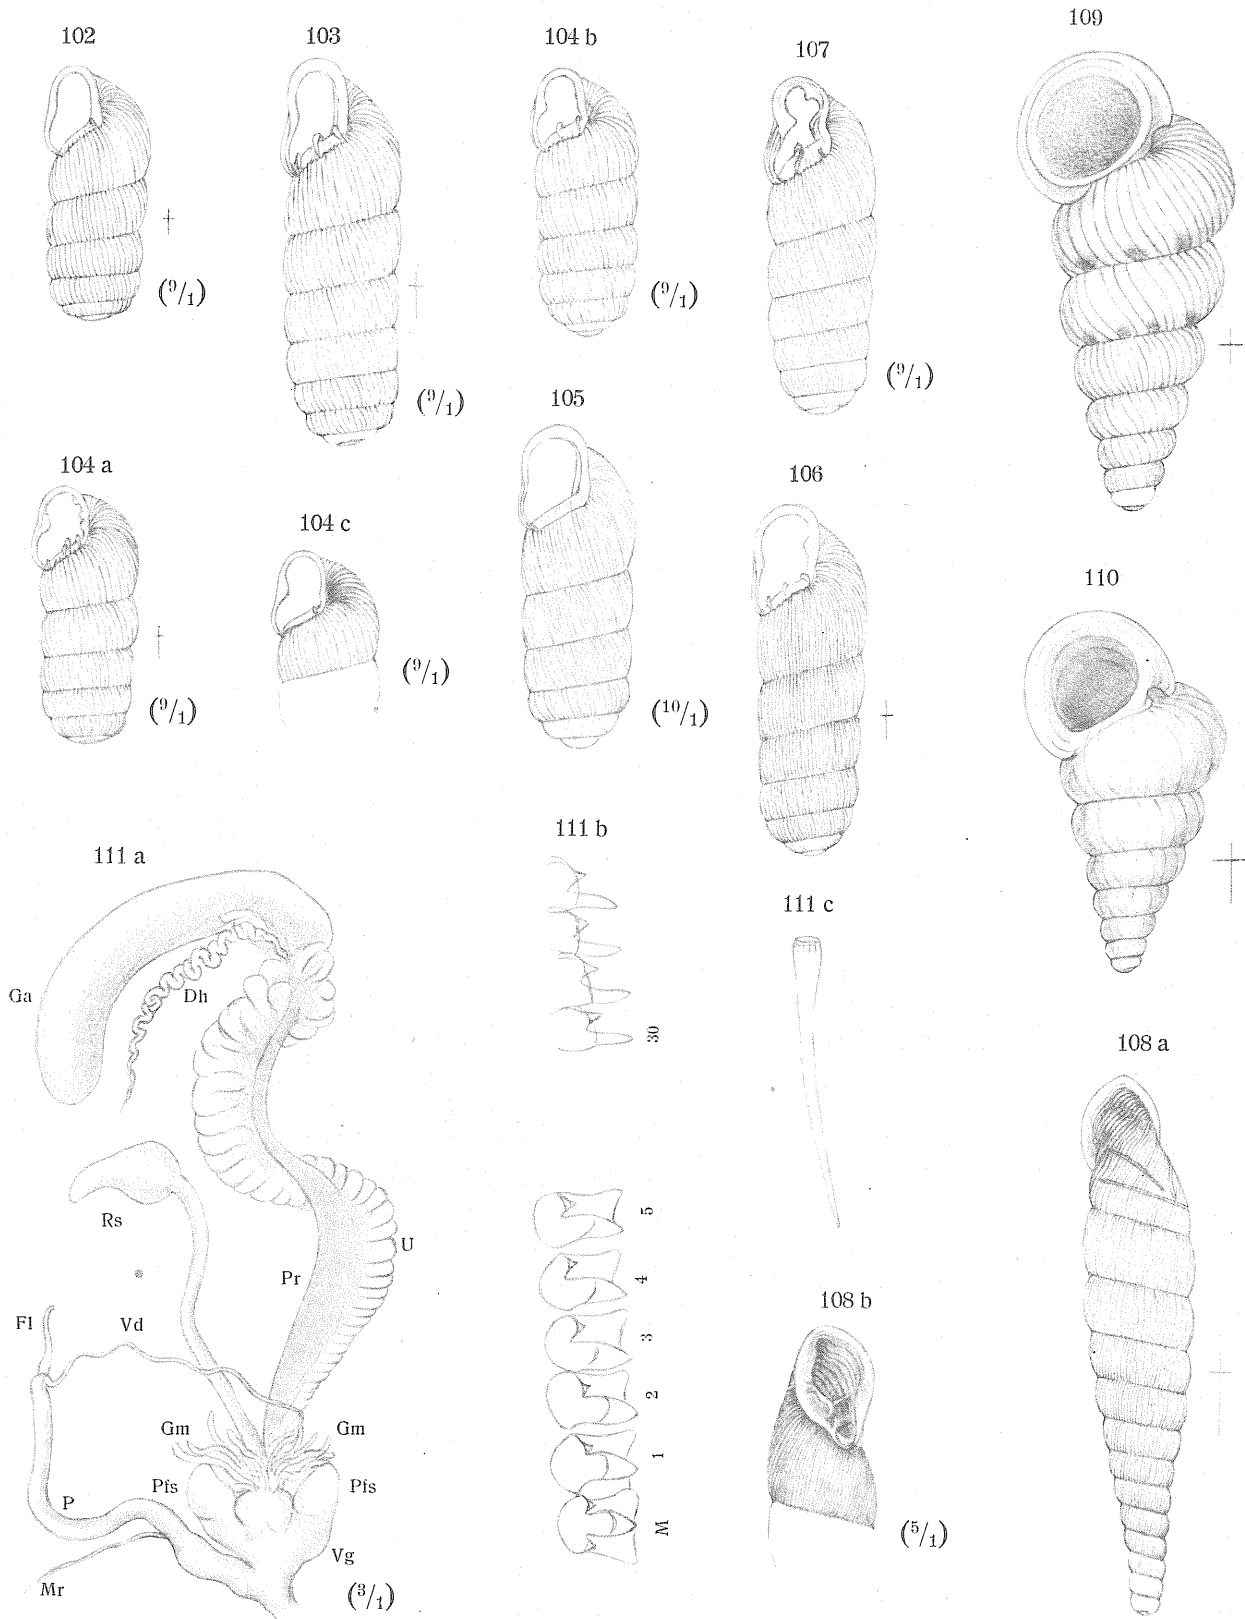 102
103
104 b
107
109
(9/1)
(9/1)
(9/1)
(9/1)
104 a
104 c
105
106
110
(9/1)
(9/1)
(10/1)
111 a
111 b
111 c
108 a
Ga
Dh
30
Rs
5
U
Pr
4
Fl
Vd
3
108 b
2
Gm
Gm
1
Pfs
Pfs
P
M
(5/1)
Vg
Mr
(3/1)